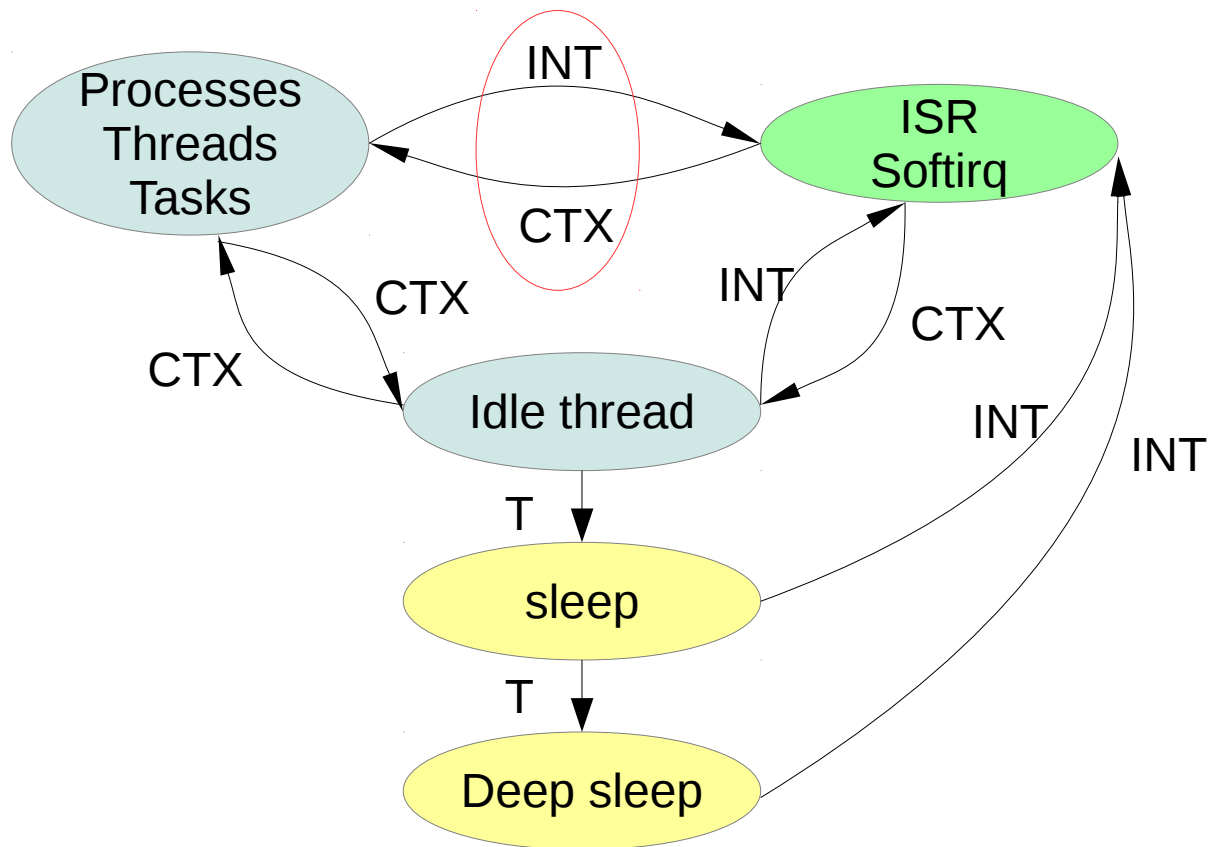 INT
Processes
Threads
Tasks
ISR
Softirq
CTX
INT
CTX
CTX
CTX
Idle thread
INT
INT
T
sleep
T
Deep sleep